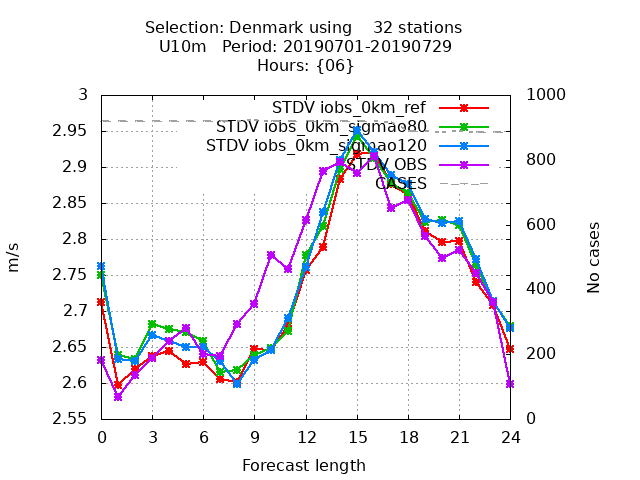 Selection: Denmark using    32 stations
U10m   Period: 20190701-20190729
Hours: {06}
STDV iobs_0km_ref
STDV iobs_0km_sigmao80
STDV iobs_0km_sigmao120
STDV OBS
CASES
3
2.95
2.9
2.85
2.8
2.75
2.7
2.65
2.6
2.55
m/s
1000
800
600
400
200
0
No cases
0 3 6 9 12 15 18 21 24
Forecast length